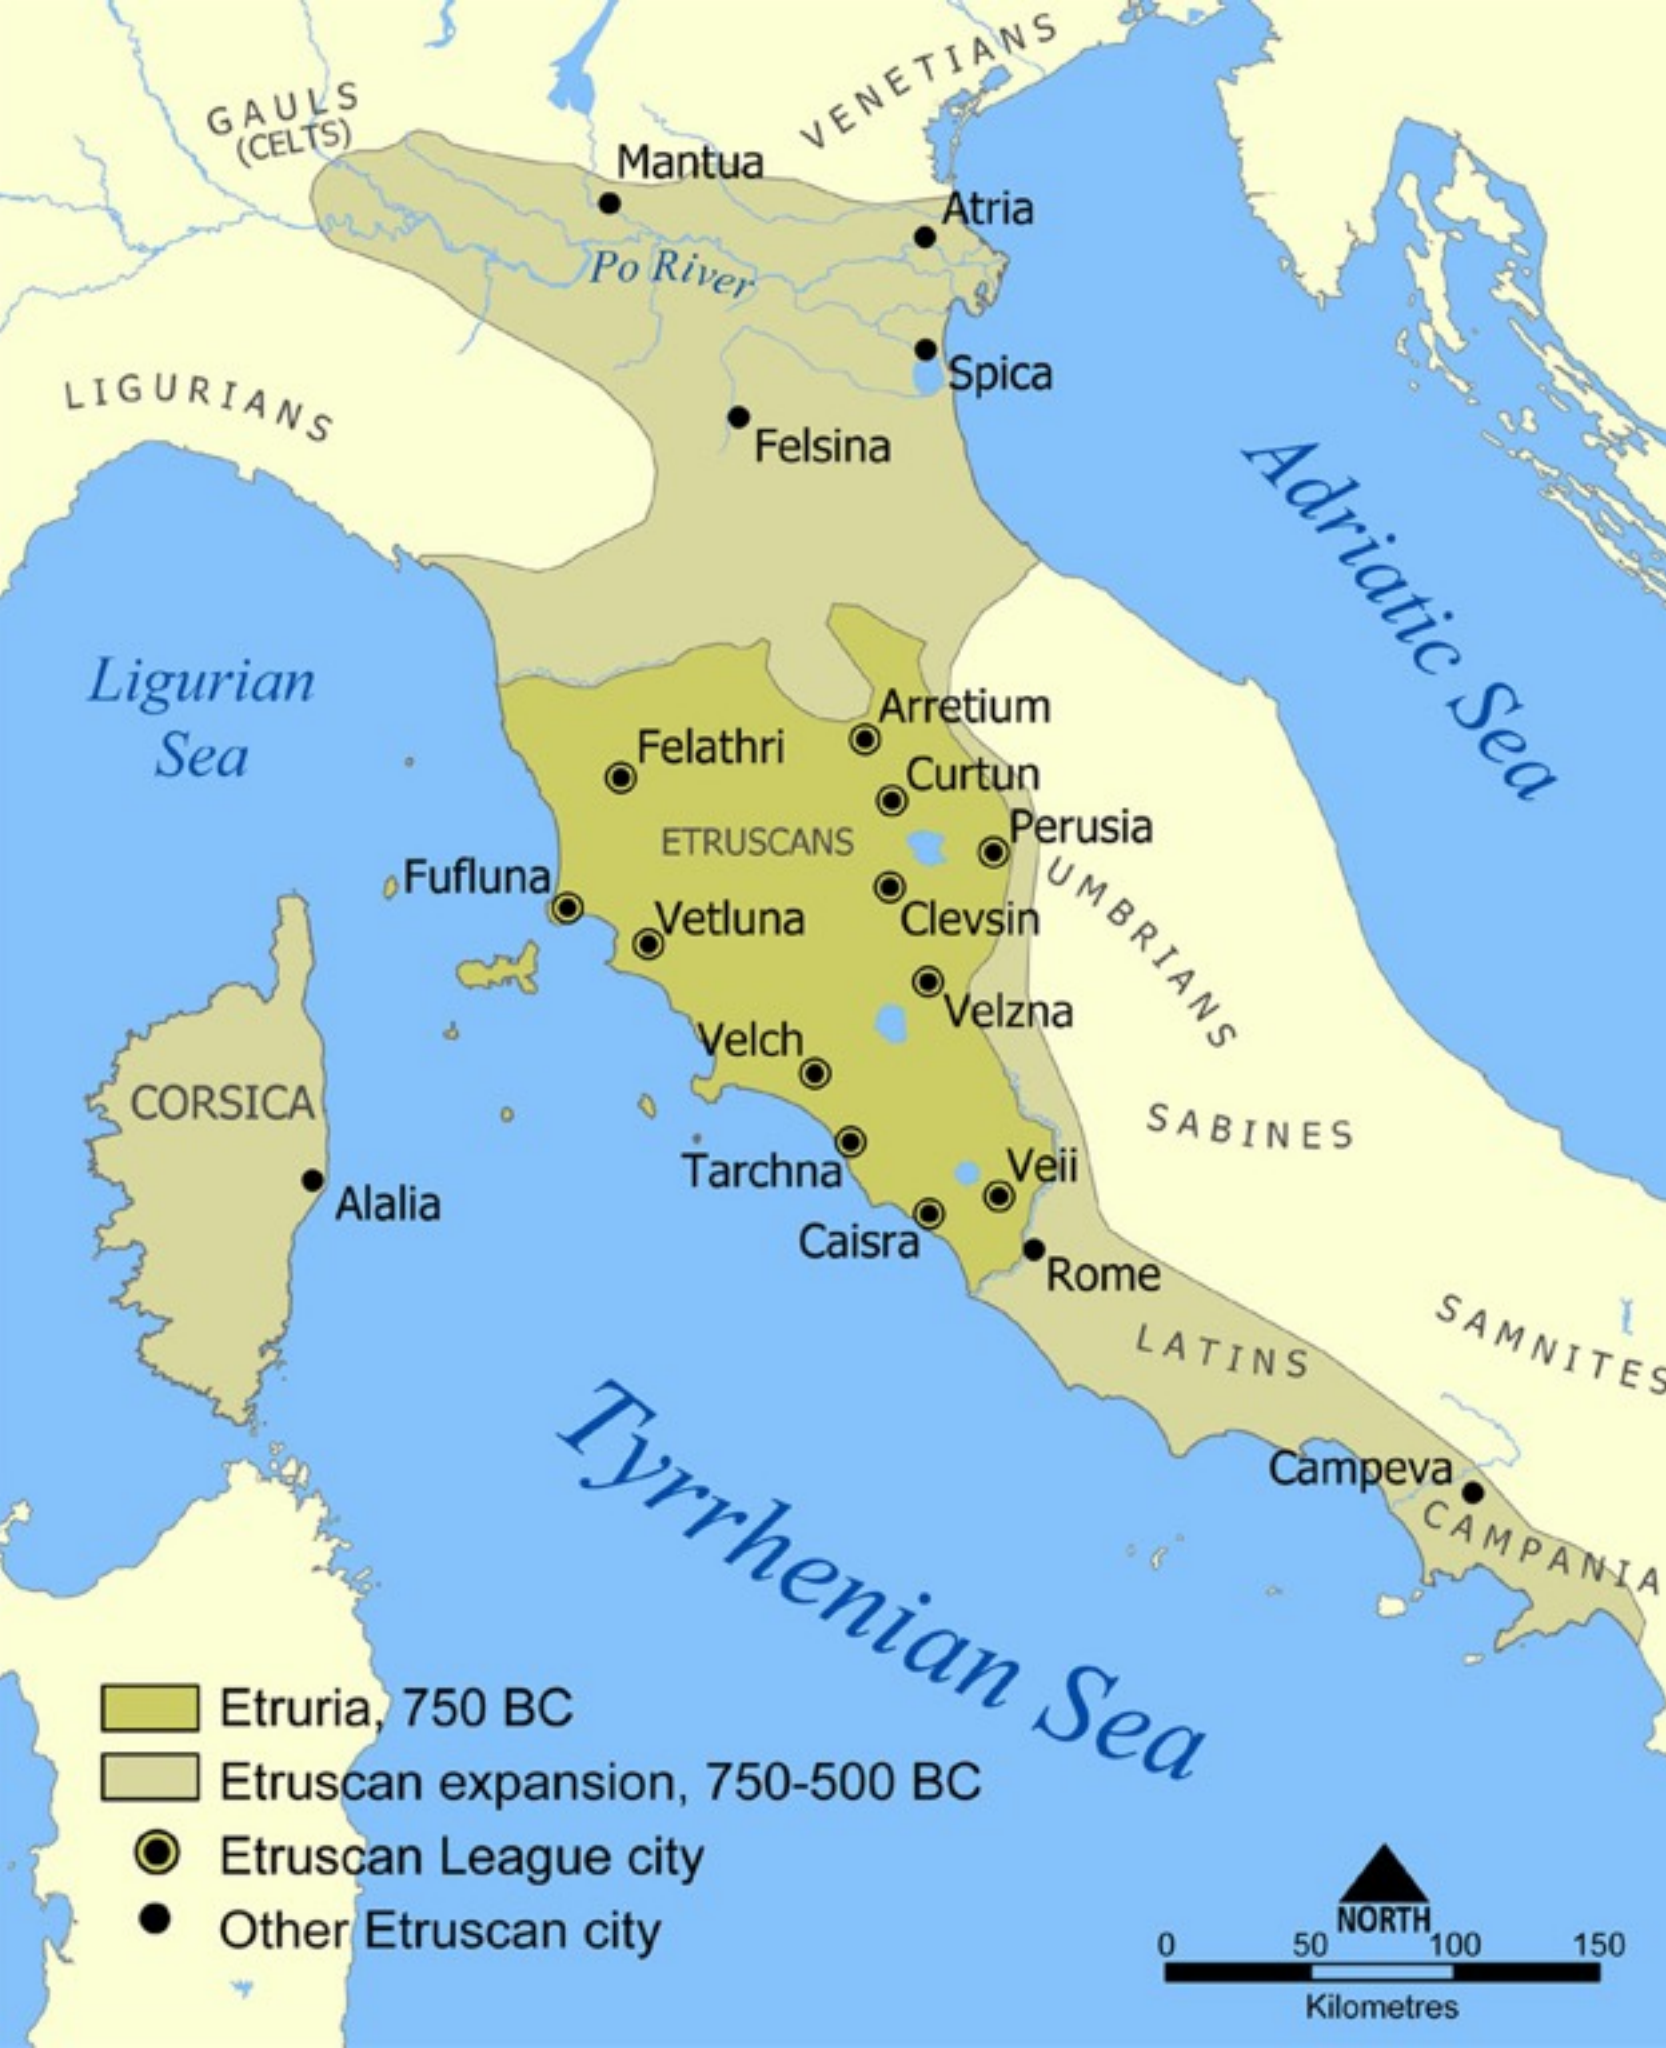 VENETIANS
GAULS
(CELTS)
Mantua
Atria
Po River
Spica
LIGURIANS
Felsina
Adriatic Sea
Ligurian
Sea
Arretium
Felathri
Curtun
Perusia
ETRUSCANS
Fufluna
UMBRIANS
Vetluna
Clevsin
Velzna
Velch
CORSICA
SABINES
Tarchna
Veii
Alalia
Caisra
Rome
SAMNITES
LATINS
Tyrrhenian Sea
Campeva
CAMPANIA
Etruria, 750 BC
Etruscan expansion, 750-500 BC
Etruscan League city
Other Etruscan city
NORTH
0 50 100 150
Kilometres